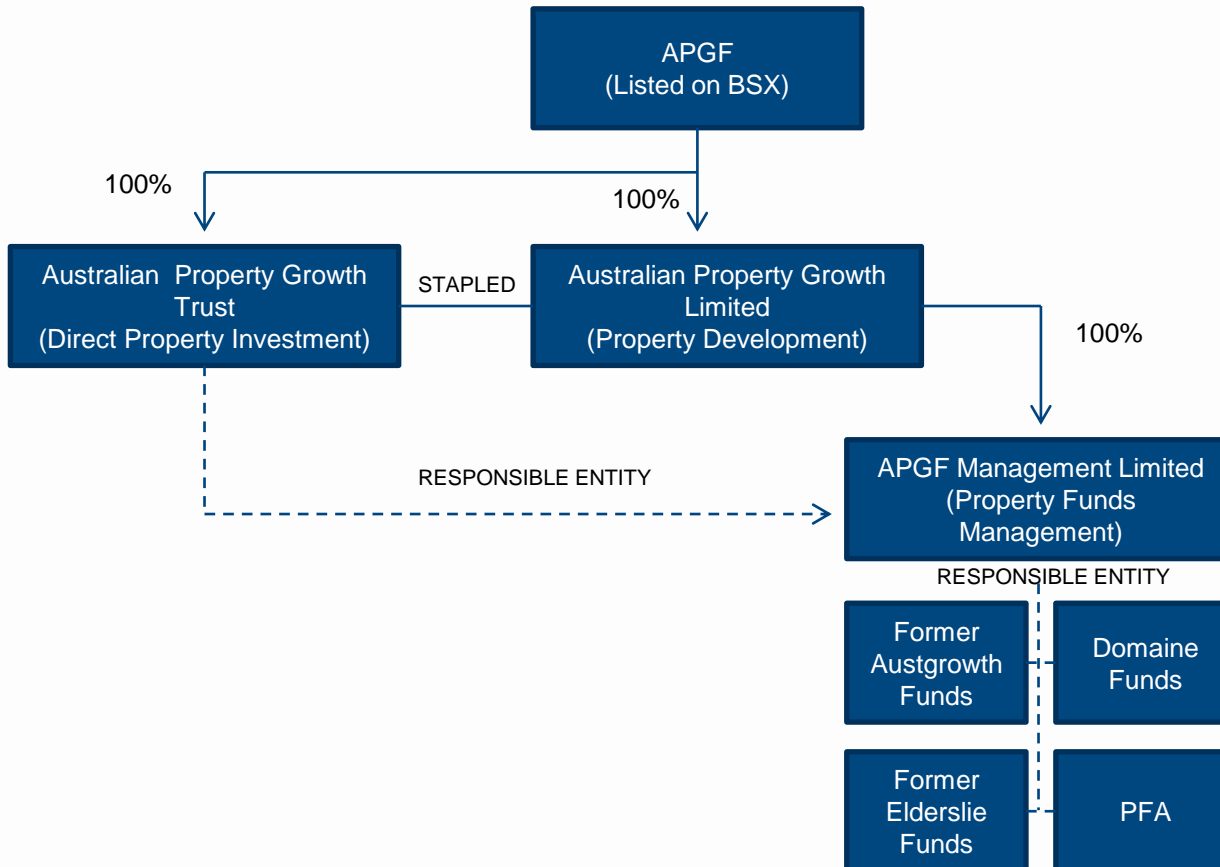 APGF
(Listed on BSX)
100%
100%
Australian Property Growth
Trust
(Direct Property Investment)
STAPLED
Australian Property Growth
Limited
(Property Development)
100%
RESPONSIBLE ENTITY
APGF Management Limited
(Property Funds
Management)
RESPONSIBLE ENTITY
Former
Austgrowth
Funds
Domaine
Funds
Former
Elderslie
Funds
PFA